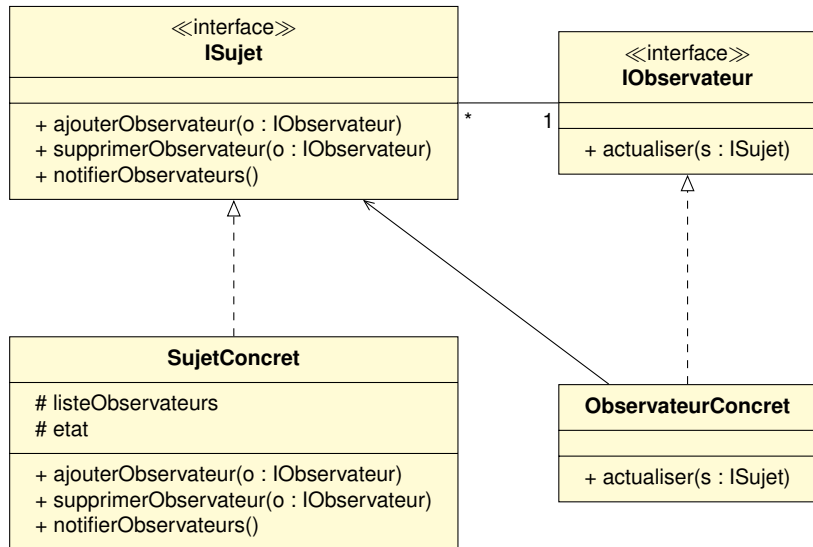 ≪interface≫
ISujet
+ ajouterObservateur(o : IObservateur)
+ supprimerObservateur(o : IObservateur)
+ notifierObservateurs()
* 1
≪interface≫
IObservateur
+ actualiser(s : ISujet)
SujetConcret
# listeObservateurs
# etat
+ ajouterObservateur(o : IObservateur)
+ supprimerObservateur(o : IObservateur)
+ notifierObservateurs()
ObservateurConcret
+ actualiser(s : ISujet)